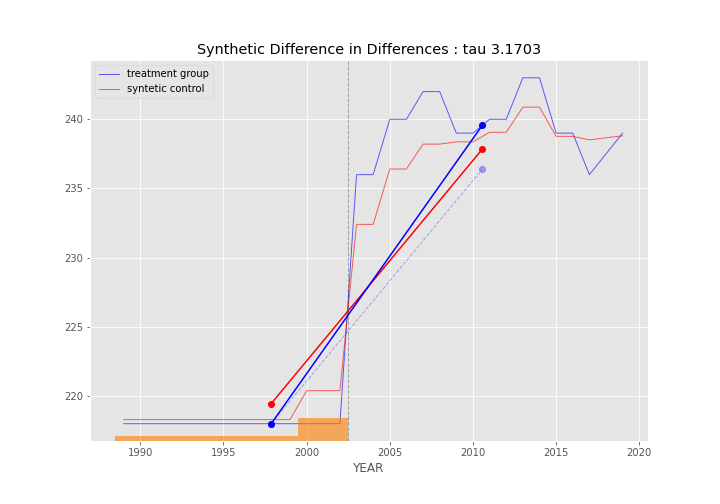 Synthetic Difference in Differences : tau 3.1703
treatment group
syntetic control
240
235
230
225
220
1990 1995 2000 2005 2010 2015 2020
YEAR